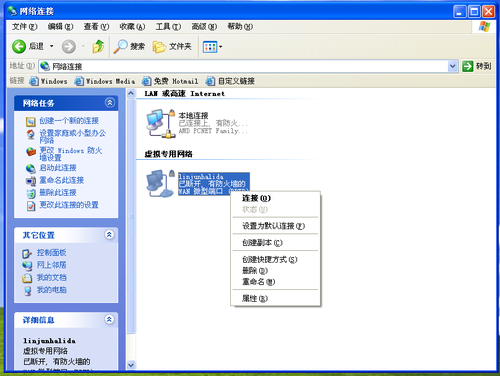 网络连接
文件(F) 编辑(E) 查看(V) 收藏(A) 工具(T) 高级(N) 帮助(H)
后退 搜索 文件夹
地址(D) 网络连接 转到
链接 Windows Windows Media 免费 Hotmail 自定义链接
网络任务
创建一个新的连接
设置家庭或小型办公
网络
更改 Windows 防火
墙设置
启动此连接
重命名此连接
删除此连接
更改此连接的设置
其它位置
控制面板
网上邻居
我的文档
我的电脑
详细信息
linjunhalida
虚拟专用网络
已断开，有防火墙的
LAN 或高速 Internet
本地连接
已连接上，有防火...
AMD PCNET Family...
虚拟专用网络
linjunhalida
已断开，有防火墙的
WAN 微型端口
连接(O)
状态(U)
设置为默认连接(F)
创建副本(C)
创建快捷方式(S)
删除(D)
重命名(M)
属性(R)